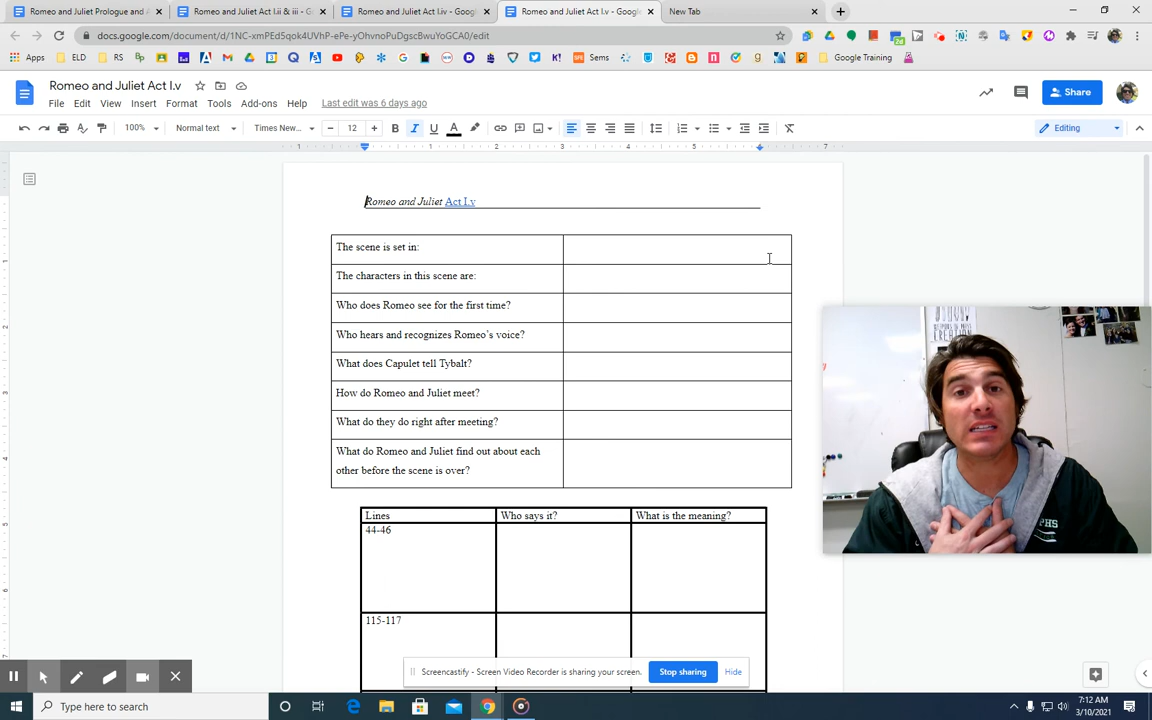 Romeo and Juliet Prologue and A
Romeo and Juliet Act I.ii & iii - G
Romeo and Juliet Act I.iv - Googl
Romeo and Juliet Act I.v - Google
New Tab
docs.google.com/document/d/1NC-xmPEd5qok4UVhP-ePe-yOhvnoPuDgscBwuYoGCA0/edit
Apps
ELD
RS
Sems
Google Training
Romeo and Juliet Act I.v
File
Edit
View
Insert
Format
Tools
Add-ons
Help
Last edit was 6 days ago
Share
100%
Normal text
Times New...
12
Editing
Romeo and Juliet Act I.v
The scene is set in:
The characters in this scene are:
Who does Romeo see for the first time?
Who hears and recognizes Romeo's voice?
What does Capulet tell Tybalt?
How do Romeo and Juliet meet?
What do they do right after meeting?
What do Romeo and Juliet find out about each
other before the scene is over?
Lines
Who says it?
What is the meaning?
44-46
115-117
CREATION
PHS
Screencastify - Screen Video Recorder is sharing your screen.
Stop sharing
Hide
Type here to search
7:12 AM
3/10/2021